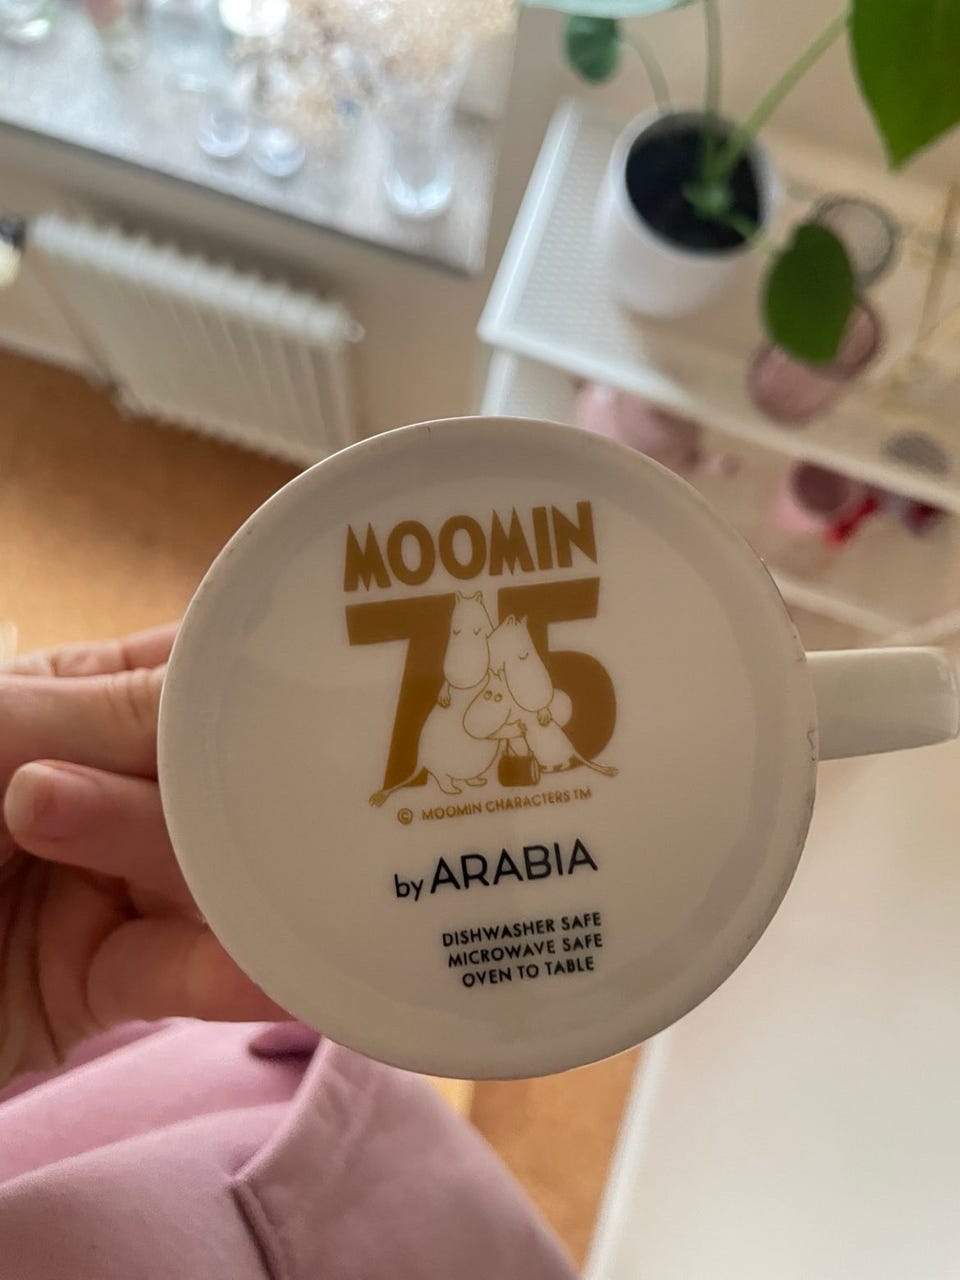 MOOMIN
75
© MOOMIN CHARACTERS TM
by ARABIA
DISHWASHER SAFE
MICROWAVE SAFE
OVEN TO TABLE